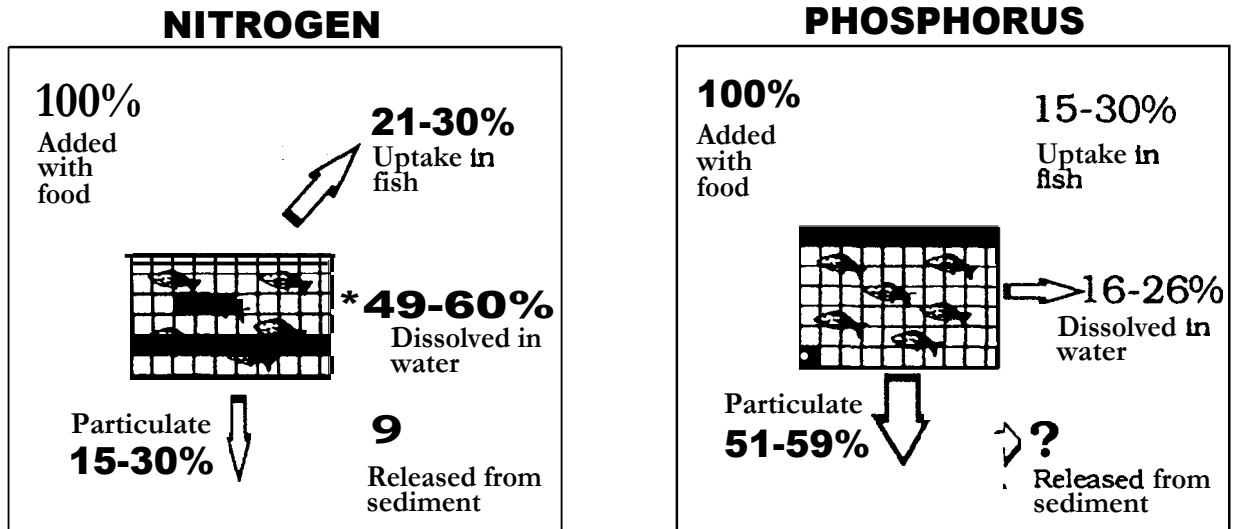 NITROGEN
100%
Added
with
food
21-30%
Uptake in
fish
*49-60%
Dissolved in
water
Particulate
15-30%
9
Released from
sediment
PHOSPHORUS
100%
Added
with
food
15-30%
Uptake in
fish
16-26%
Dissolved in
water
Particulate
51-59%
?
Released from
sediment